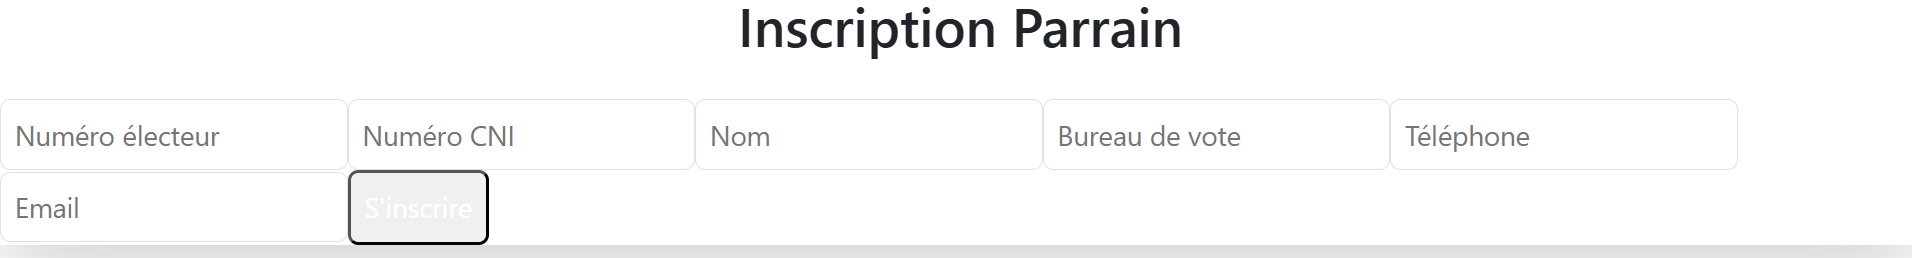 Inscription Parrain
Numéro électeur Numéro CNI Nom Bureau de vote Téléphone
Email S'inscrire